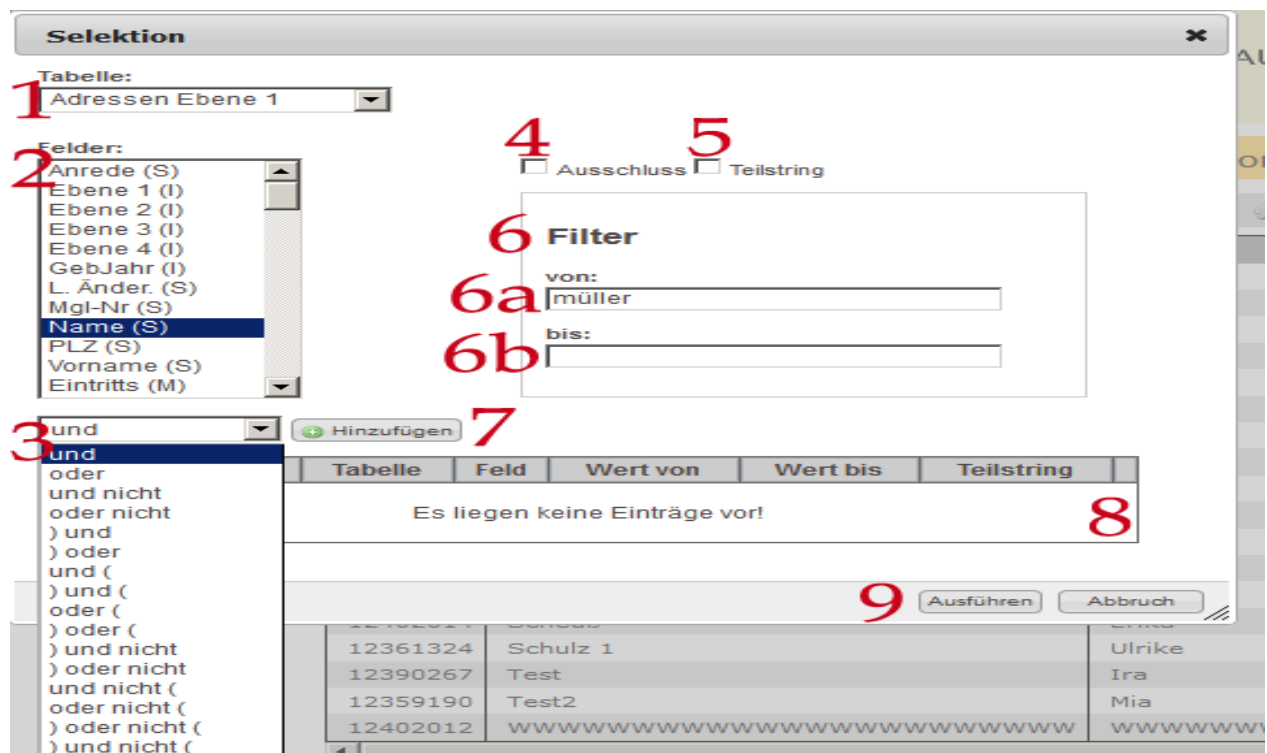 Selektion
Tabelle:
1
Adressen Ebene 1
Felder:
2
Anrede (S)
Ebene 1 (I)
Ebene 2 (I)
Ebene 3 (I)
Ebene 4 (I)
GebJahr (I)
L. Änder. (S)
Mgl-Nr (S)
Name (S)
PLZ (S)
Vorname (S)
Eintritts (M)
4 Ausschluss 5 Teilstring
6 Filter
von:
6a müller
bis:
6b
3 und
Hinzufügen 7
und
oder
und nicht
oder nicht
) und
) oder
und (
) und (
oder (
) oder (
) und nicht
) oder nicht
und nicht (
oder nicht (
) oder nicht (
) und nicht (
Tabelle Feld Wert von Wert bis Teilstring
Es liegen keine Einträge vor!
8
9 Ausführen Abbruch
12361324 Schulz 1 Ulrike
12390267 Test Ira
12359190 Test2 Mia
12402012 WWWWWWWWWWWWWWWWWWWWWWWWW